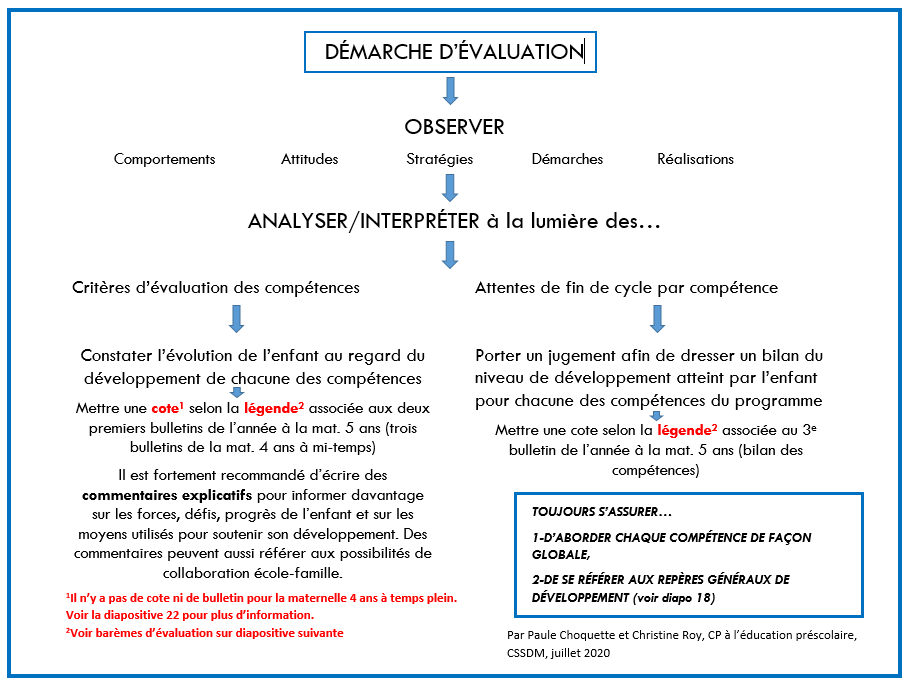 DÉMARCHE D’ÉVALUATION
OBSERVER
Comportements Attitudes Stratégies Démarches Réalisations
ANALYSER/INTERPRÉTER à la lumière des…
Critères d’évaluation des compétences
Constater l’évolution de l’enfant au regard du
développement de chacune des compétences
Mettre une cote¹ selon la légende² associée aux deux
premiers bulletins de l’année à la mat. 5 ans (trois
bulletins de la mat. 4 ans à mi-temps)
Il est fortement recommandé d’écrire des
commentaires explicatifs pour informer davantage
sur les forces, défis, progrès de l’enfant et sur les
moyens utilisés pour soutenir son développement. Des
commentaires peuvent aussi référer aux possibilités de
collaboration école-famille.
¹Il n’y a pas de cote ni de bulletin pour la maternelle 4 ans à temps plein.
Voir la diapositive 22 pour plus d’information.
²Voir barèmes d’évaluation sur diapositive suivante
Attentes de fin de cycle par compétence
Porter un jugement afin de dresser un bilan du
niveau de développement atteint par l’enfant
pour chacune des compétences du programme
Mettre une cote selon la légende² associée au 3ᵉ
bulletin de l’année à la mat. 5 ans (bilan des
compétences)
TOUJOURS S’ASSURER…
1-D’ABORDER CHAQUE COMPÉTENCE DE FAÇON
GLOBALE,
2-DE SE RÉFÉRER AUX REPÈRES GÉNÉRAUX DE
DÉVELOPPEMENT (voir diapo 18)
Par Paule Choquette et Christine Roy, CP à l’éducation préscolaire,
CSSDM, juillet 2020